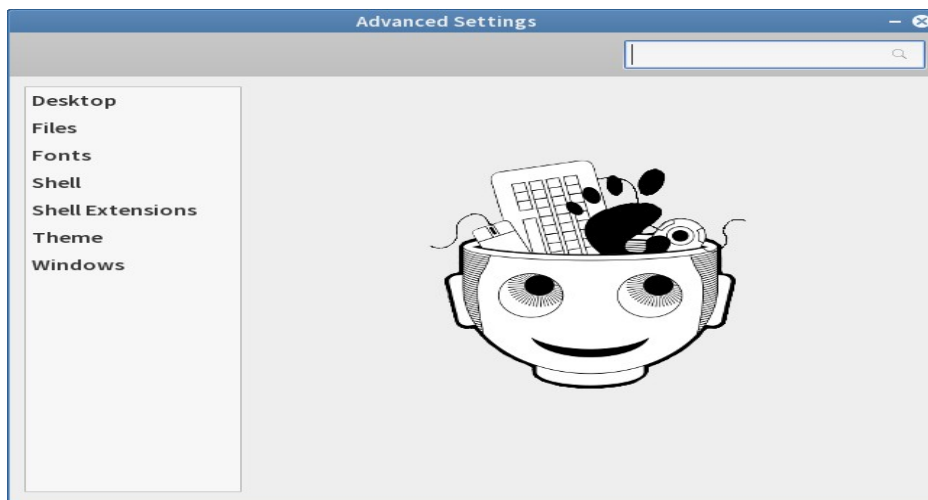 Advanced Settings
Desktop
Files
Fonts
Shell
Shell Extensions
Theme
Windows